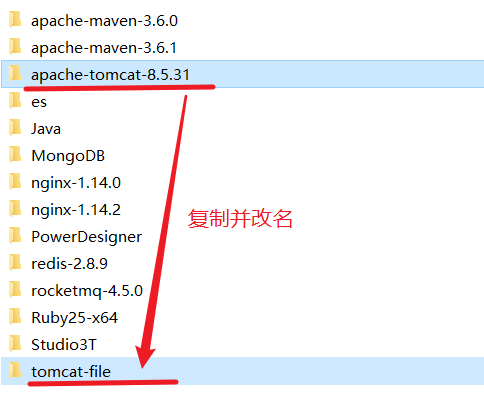 apache-maven-3.6.0
apache-maven-3.6.1
apache-tomcat-8.5.31
es
Java
MongoDB
nginx-1.14.0
nginx-1.14.2
复制并改名
PowerDesigner
redis-2.8.9
rocketmq-4.5.0
Ruby25-x64
Studio3T
tomcat-file